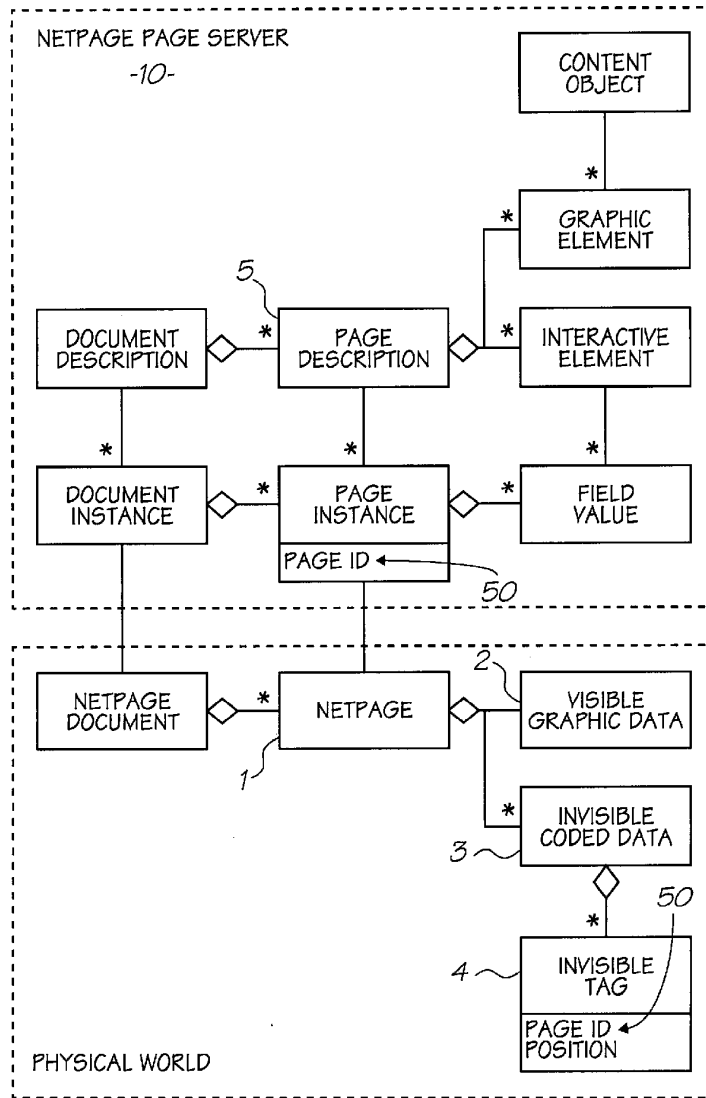 NETPAGE PAGE SERVER
-10-
CONTENT
OBJECT
*
*
GRAPHIC
ELEMENT
5
DOCUMENT
DESCRIPTION
*
PAGE
DESCRIPTION
*
INTERACTIVE
ELEMENT
*
*
*
DOCUMENT
INSTANCE
*
PAGE
INSTANCE
*
FIELD
VALUE
PAGE ID
50
NETPAGE
DOCUMENT
*
NETPAGE
1
2
VISIBLE
GRAPHIC DATA
*
INVISIBLE
CODED DATA
3
*
50
4
INVISIBLE
TAG
PAGE ID
POSITION
PHYSICAL WORLD